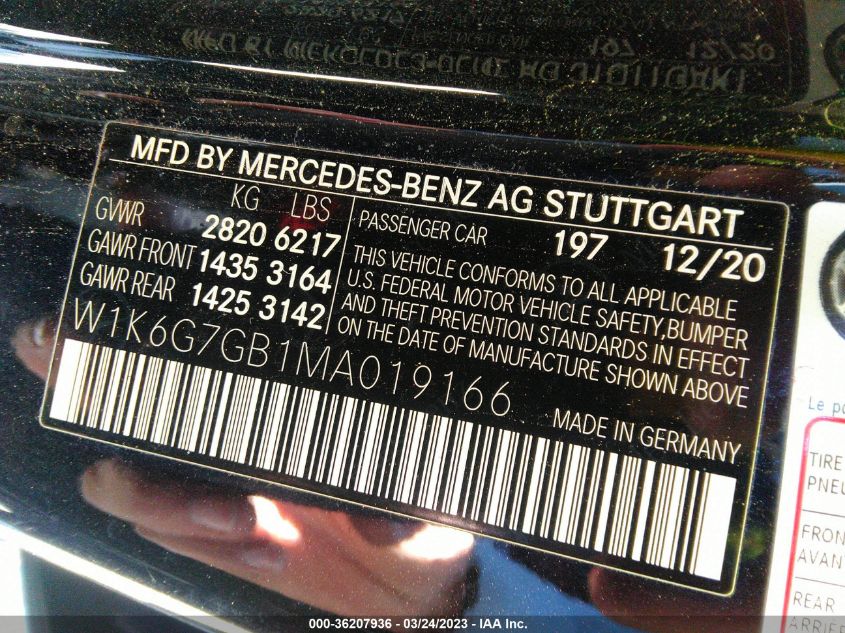 MFD BY MERCEDES-BENZ AG STUTTGART
KG LBS
GVWR 2820 6217
GAWR FRONT 1435 3164
GAWR REAR 1425 3142
PASSENGER CAR 197 12/20
THIS VEHICLE CONFORMS TO ALL APPLICABLE
U.S. FEDERAL MOTOR VEHICLE SAFETY, BUMPER
AND THEFT PREVENTION STANDARDS IN EFFECT
ON THE DATE OF MANUFACTURE SHOWN ABOVE
W1K6G7GB1MA019166
MADE IN GERMANY
Le
TIRE
FRON
AVAN
REAR
000-36207936 - 03/24/2023 - IAA Inc.